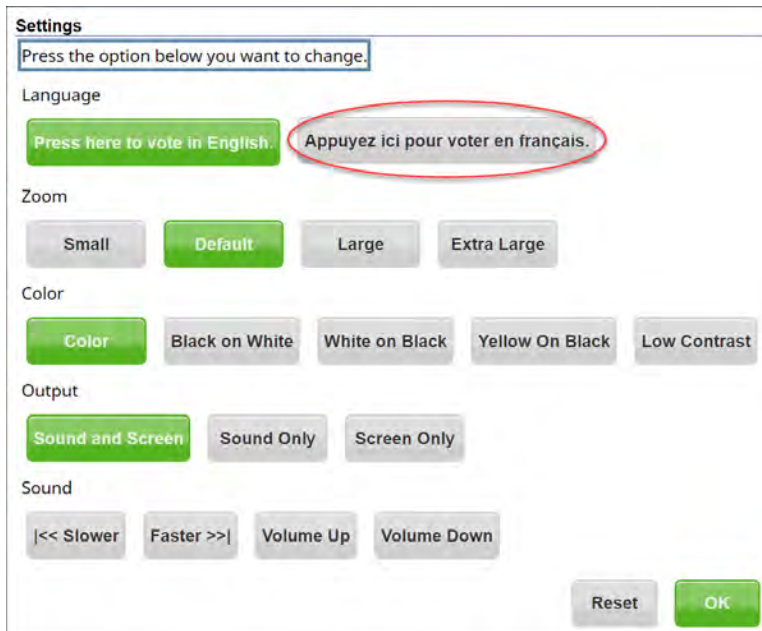 Settings
Press the option below you want to change.
Language
Press here to vote in English. Appuyez ici pour voter en français.
Zoom
Small Default Large Extra Large
Color
Color Black on White White on Black Yellow On Black Low Contrast
Output
Sound and Screen Sound Only Screen Only
Sound
|<< Slower Faster >>| Volume Up Volume Down
Reset OK